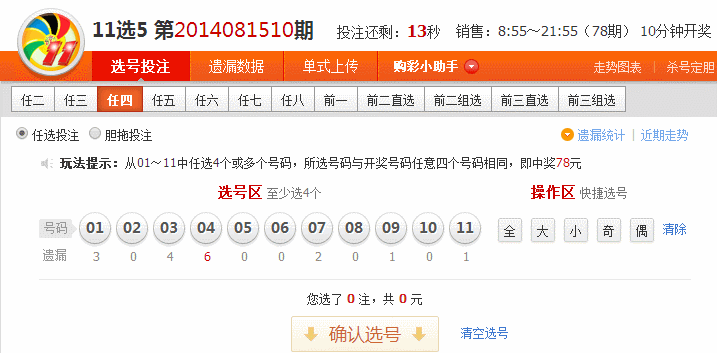 11选5 第2014081510期 投注还剩：13秒 销售：8:55～21:55（78期） 10分钟开奖
选号投注 遗漏数据 单式上传 购彩小助手 走势图表 | 杀号定胆
任二 任三 任四 任五 任六 任七 任八 前一 前二直选 前二组选 前三直选 前三组选
任选投注 胆拖投注 遗漏统计 | 近期走势
玩法提示：从01～11中任选4个或多个号码，所选号码与开奖号码任意四个号码相同，即中奖78元
选号区 至少选4个 操作区 快捷选号
号码 01 02 03 04 05 06 07 08 09 10 11 全 大 小 奇 偶 清除
遗漏 3 0 4 6 0 0 2 0 1 0 1
您选了 0 注，共 0 元
确认选号 清空选号